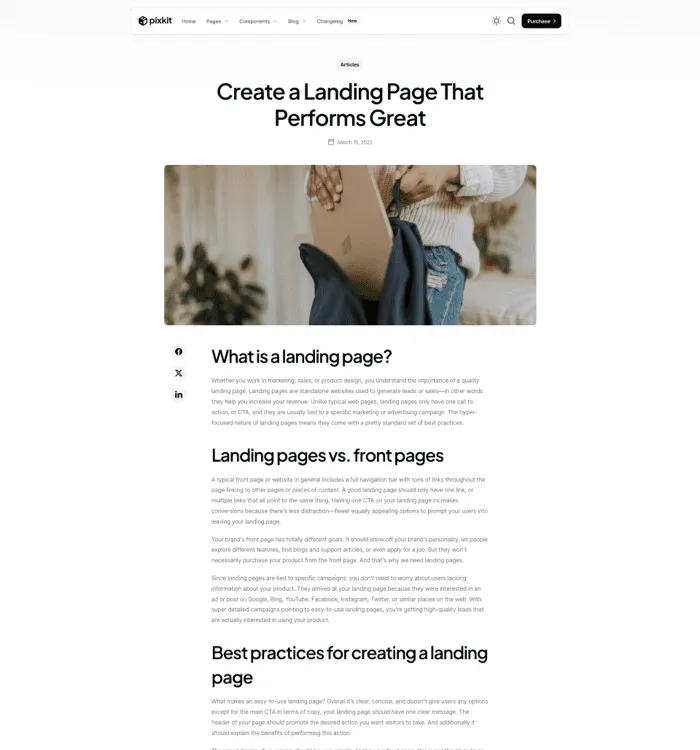 pixkit Home Pages Components Blog Changelog New Purchase
Articles
Create a Landing Page That
Performs Great
March 15, 2022
What is a landing page?
Whether you work in marketing, sales, or product design, you understand the importance of a quality
landing page. Landing pages are standalone websites used to generate leads or sales—in other words
they help you increase your revenue. Unlike typical web pages, landing pages only have one call to
action, or CTA, and they are usually tied to a specific marketing or advertising campaign. The hyper-
focused nature of landing pages means they come with a pretty standard set of best practices.
Landing pages vs. front pages
A typical front page or website in general includes a full navigation bar with tons of links throughout the
page linking to other pages or pieces of content. A good landing page should only have one link, or
multiple links that all point to the same thing. Having one CTA on your landing page increases
conversions because there's less distraction—fewer equally appealing options to prompt your users into
leaving your landing page.
Your brand's front page has totally different goals. It should show off your brand's personality, let people
explore different features, find blogs and support articles, or even apply for a job. But they won't
necessarily purchase your product from the front page. And that's why we need landing pages.
Since landing pages are tied to specific campaigns, you don't need to worry about users lacking
information about your product. They arrived at your landing page because they were interested in an
ad or post on Google, Bing, YouTube, Facebook, Instagram, Twitter, or similar places on the web. With
super detailed campaigns pointing to easy-to-use landing pages, you're getting high-quality leads that
are actually interested in using your product.
Best practices for creating a landing
page
What makes an easy-to-use landing page? Overall it's clear, concise, and doesn't give users any options
except for the main CTA in terms of copy, your landing page should have one clear message. The
header of your page should promote the desired action you want visitors to take. And additionally it
should explain the benefits of performing this action.